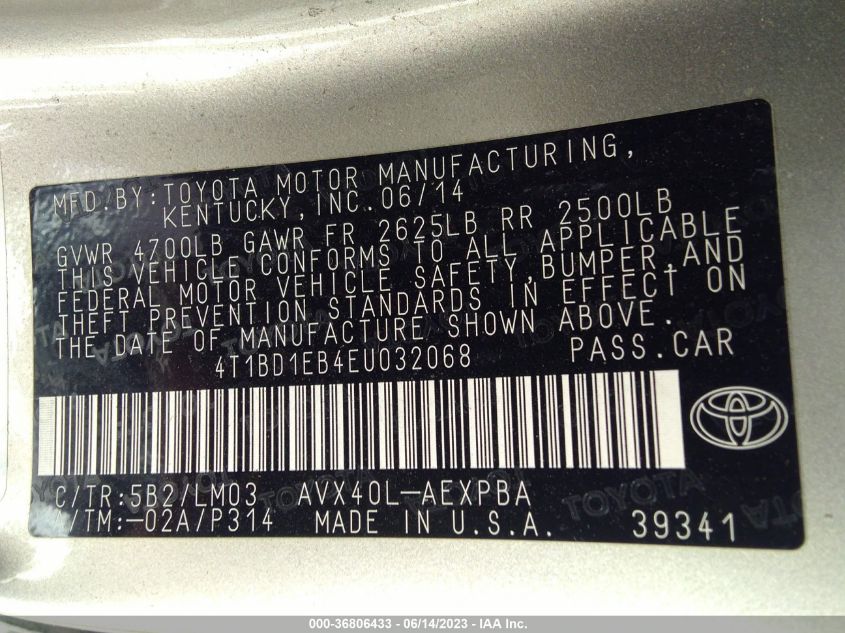 MFD.BY:TOYOTA MOTOR MANUFACTURING,
KENTUCKY,INC.06/14
GVWR 4700LB GAWR FR 2625LB RR 2500LB
THIS VEHICLE CONFORMS TO ALL APPLICABLE
FEDERAL MOTOR VEHICLE SAFETY,BUMPER,AND
THEFT PREVENTION STANDARDS IN EFFECT ON
THE DATE OF MANUFACTURE SHOWN ABOVE.
4T1BD1EB4EU032068 PASS.CAR
C/TR:5B2/LM03 AVX40L-AEXPBA
/TM:-02A/P314 MADE IN U.S.A. 39341
TOYOTA
000-36806433 - 06/14/2023 - IAA Inc.